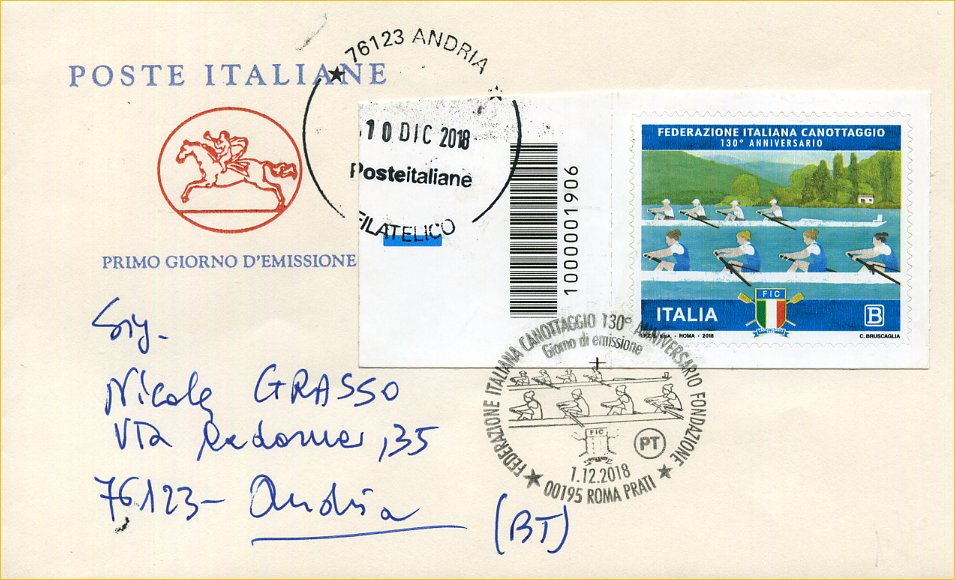 POSTE ITALIANE
PRIMO GIORNO D'EMISSIONE
76123 ANDRIA
10 DIC 2018
Posteitaliane
FILATELICO
1000001906
FEDERAZIONE ITALIANA CANOTTAGGIO
130° ANNIVERSARIO
FIC
ITALIA
B
ROMA - 2018
C. BRUSCAGLIA
FEDERAZIONE ITALIANA CANOTTAGGIO 130° ANNIVERSARIO FONDAZIONE
Giorno di emissione
FIC
PT
1.12.2018
00195 ROMA PRATI
Sig.
Nicola GRASSO
VIA 35
76123 - Andria
(BT)